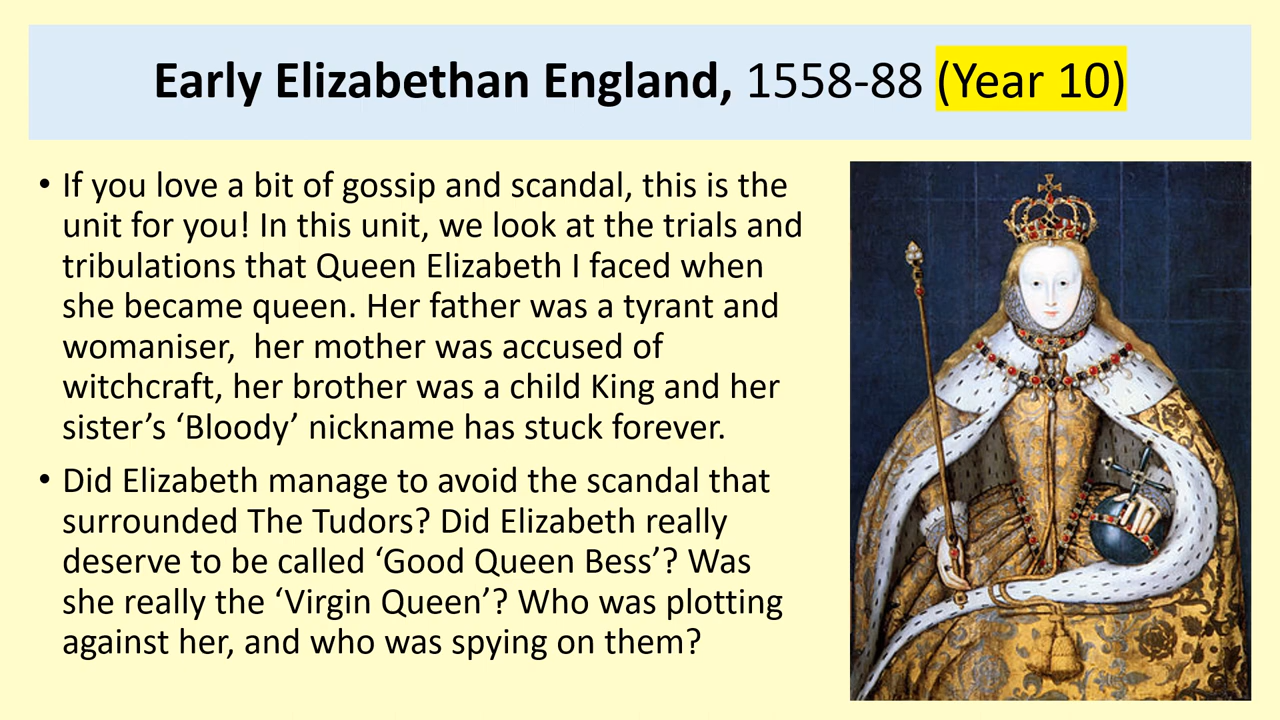 Early Elizabethan England, 1558-88 (Year 10)
• If you love a bit of gossip and scandal, this is the
unit for you! In this unit, we look at the trials and
tribulations that Queen Elizabeth I faced when
she became queen. Her father was a tyrant and
womaniser,  her mother was accused of
witchcraft, her brother was a child King and her
sister’s ‘Bloody’ nickname has stuck forever.
• Did Elizabeth manage to avoid the scandal that
surrounded The Tudors? Did Elizabeth really
deserve to be called ‘Good Queen Bess’? Was
she really the ‘Virgin Queen’? Who was plotting
against her, and who was spying on them?